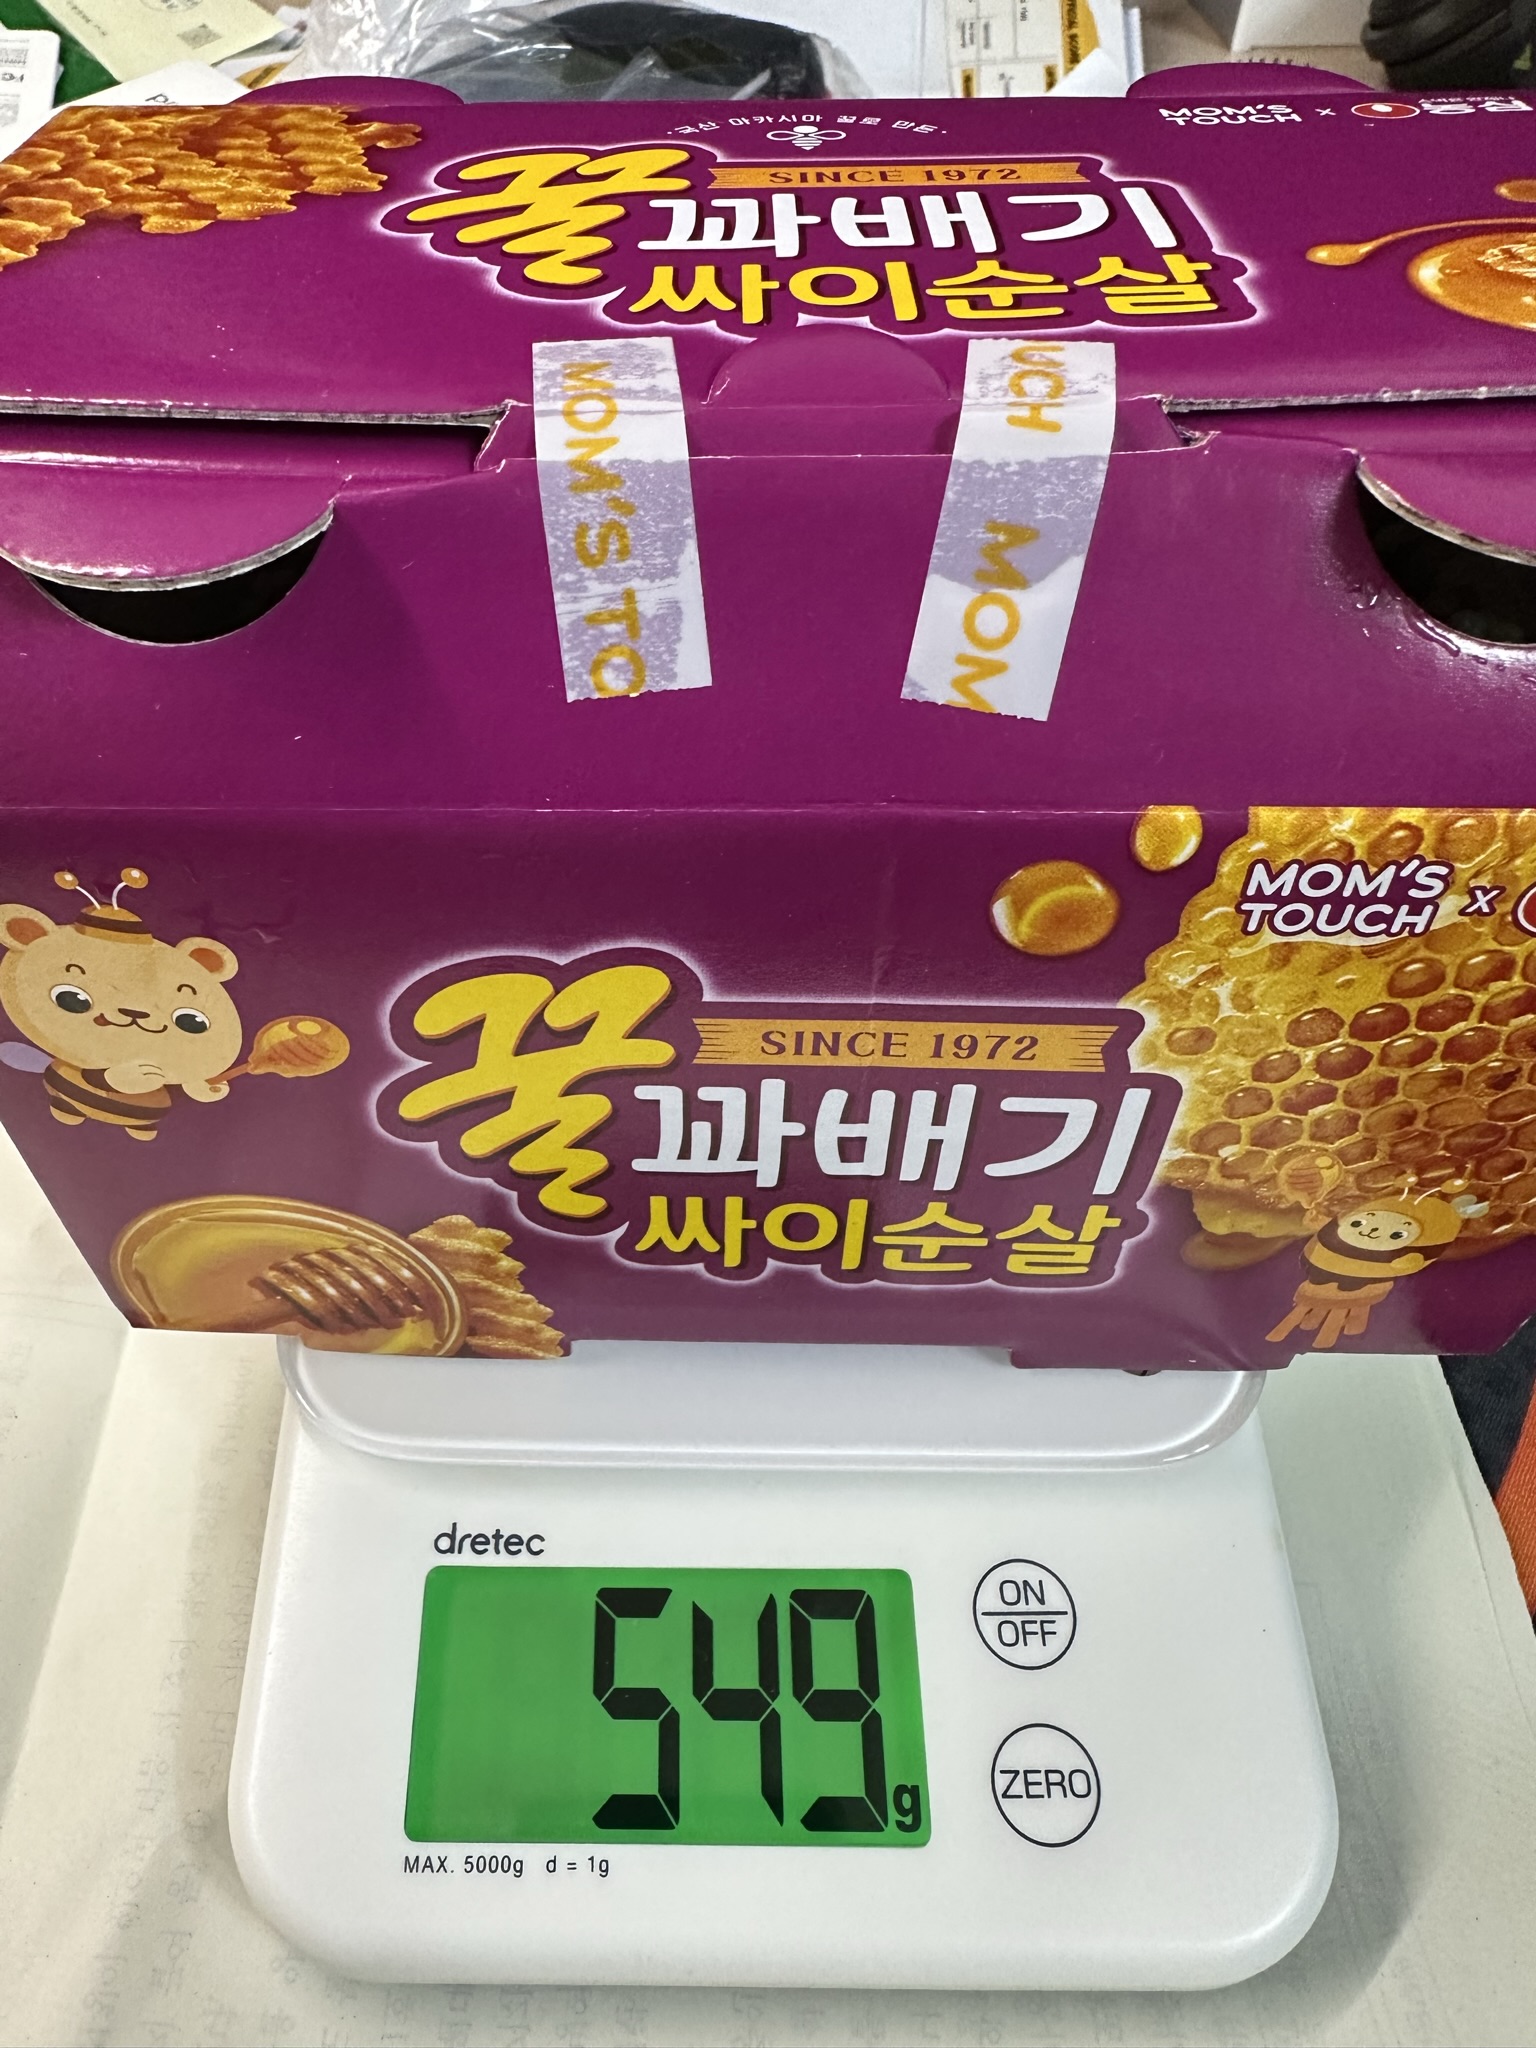 국산 아카시아 꿀로 만든
MOM'S TOUCH x 농심
SINCE 1972
꿀꽈배기
싸이순살
MOM'S TO
UCH MOM
MOM'S TOUCH x
SINCE 1972
꿀꽈배기
싸이순살
dretec
549g
ON
OFF
ZERO
MAX. 5000g d = 1g